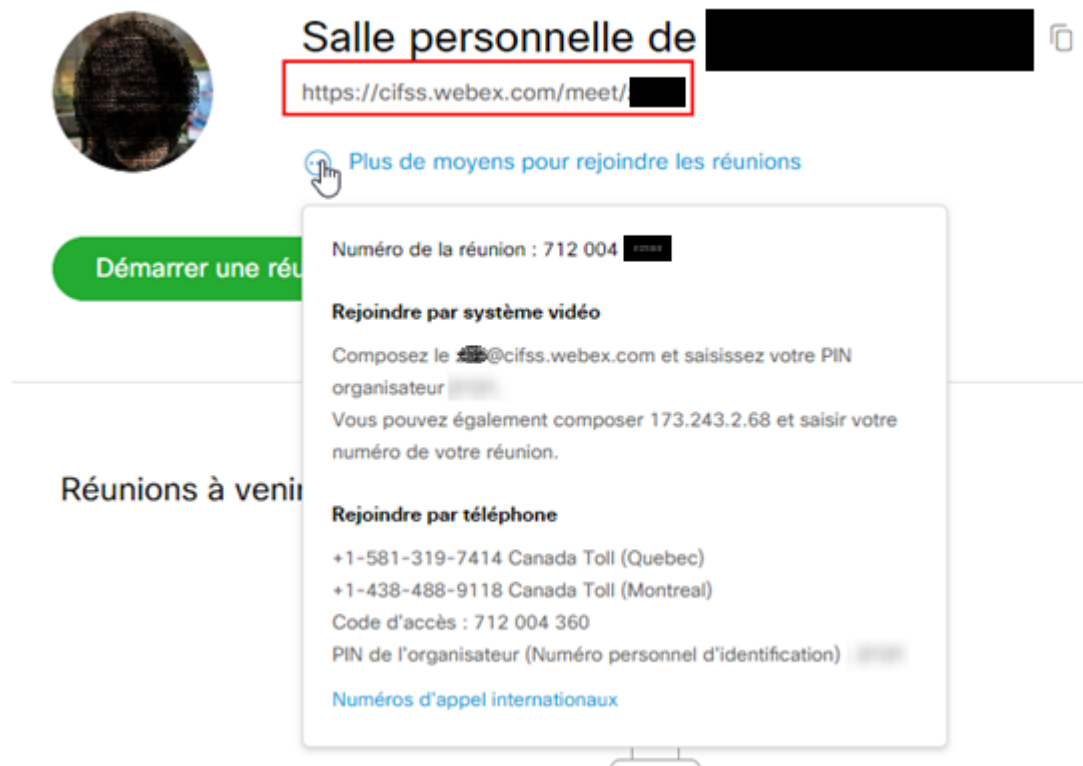 Salle personnelle de
https://cifss.webex.com/meet/
Plus de moyens pour rejoindre les réunions
Démarrer une réu
Numéro de la réunion : 712 004
Rejoindre par système vidéo
Composez le @cifss.webex.com et saisissez votre PIN
organisateur
Vous pouvez également composer 173.243.2.68 et saisir votre
numéro de votre réunion.
Réunions à venir
Rejoindre par téléphone
+1-581-319-7414 Canada Toll (Quebec)
+1-438-488-9118 Canada Toll (Montreal)
Code d'accès : 712 004 360
PIN de l'organisateur (Numéro personnel d'identification) :
Numéros d'appel internationaux